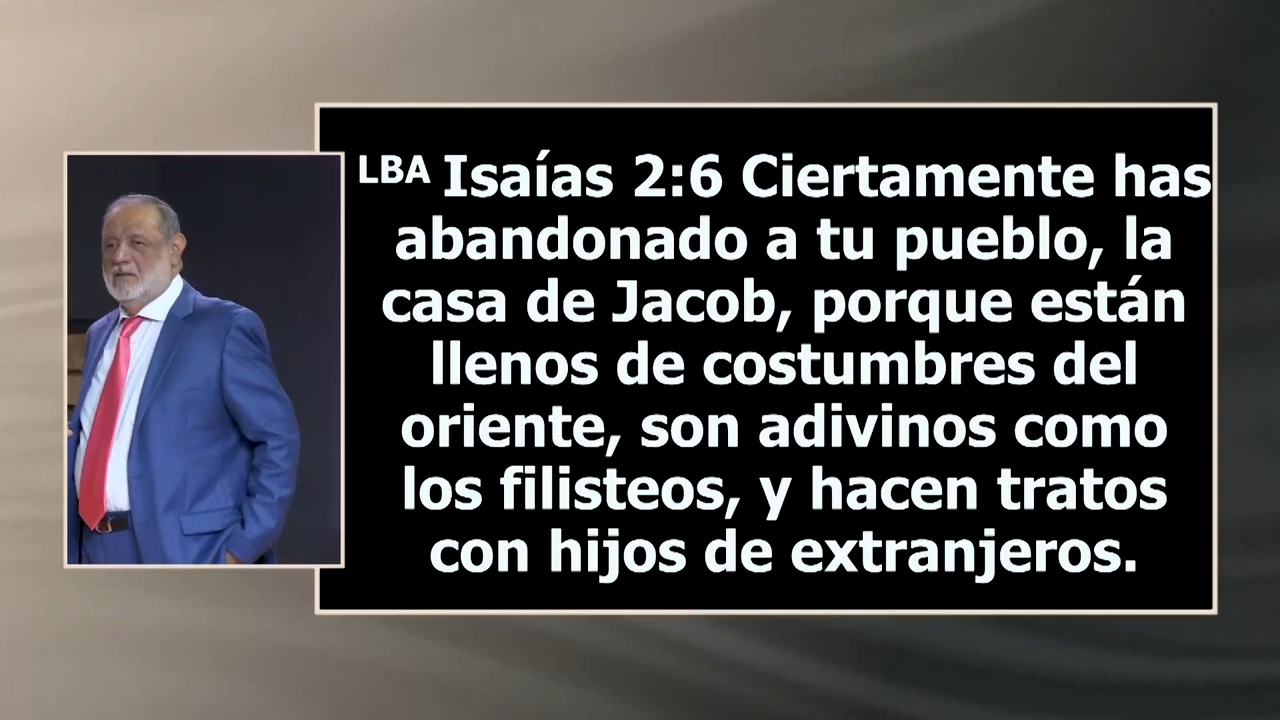 LBA Isaías 2:6 Ciertamente has
abandonado a tu pueblo, la
casa de Jacob, porque están
llenos de costumbres del
oriente, son adivinos como
los filisteos, y hacen tratos
con hijos de extranjeros.